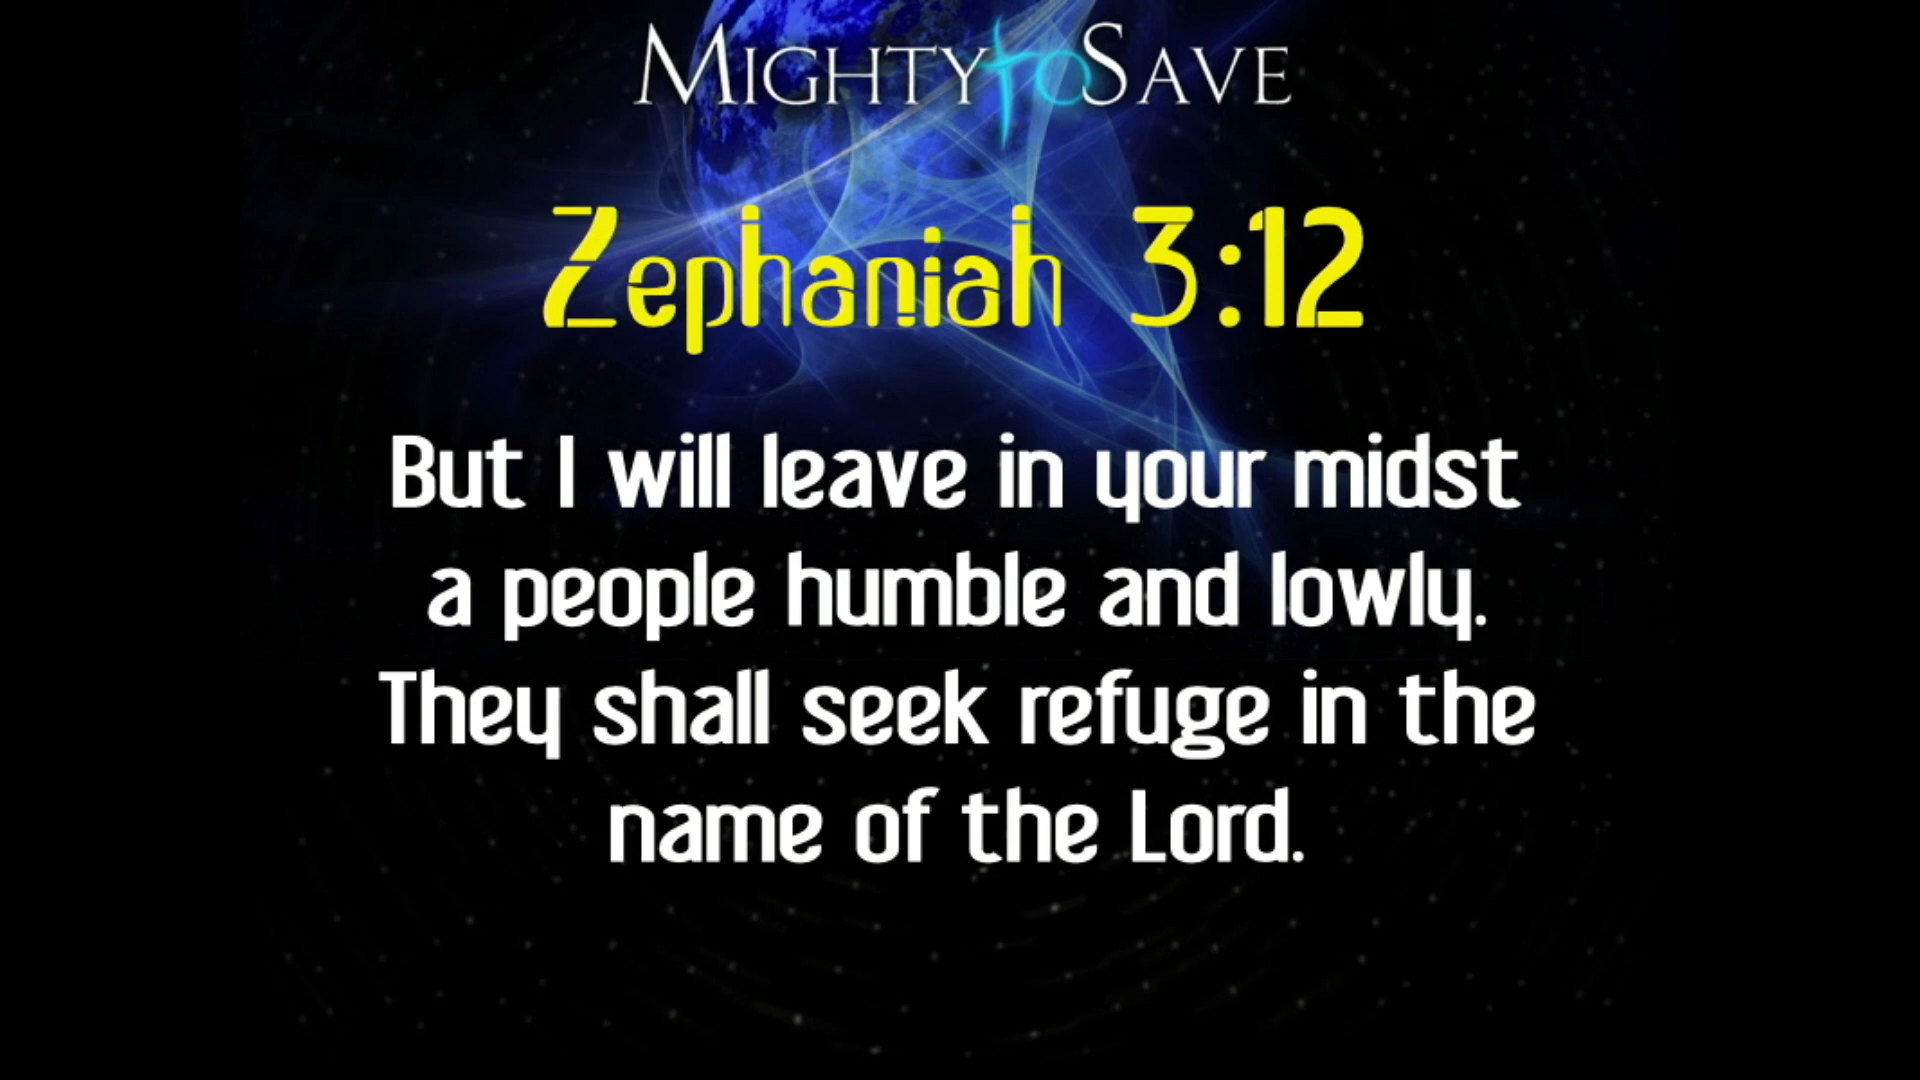 Mighty to Save
Zephaniah 3:12
But I will leave in your midst
a people humble and lowly.
They shall seek refuge in the
name of the Lord.